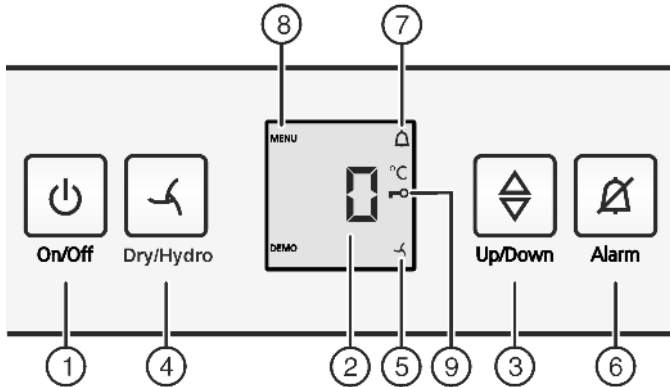 8 7
MENU
°C
0
DEMO
On/Off Dry/Hydro Up/Down Alarm
1 4 2 5 9 3 6